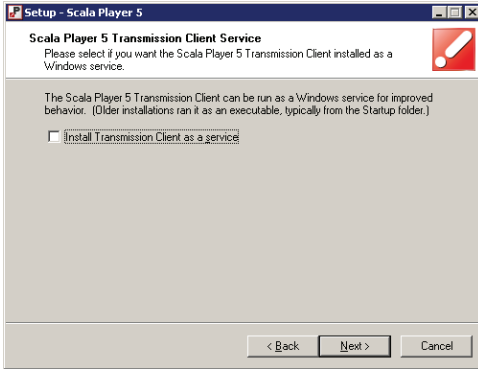 Setup - Scala Player 5
Scala Player 5 Transmission Client Service
Please select if you want the Scala Player 5 Transmission Client installed as a
Windows service.
The Scala Player 5 Transmission Client can be run as a Windows service for improved
behavior. (Older installations ran it as an executable, typically from the Startup folder.)
Install Transmission Client as a service
< Back
Next >
Cancel